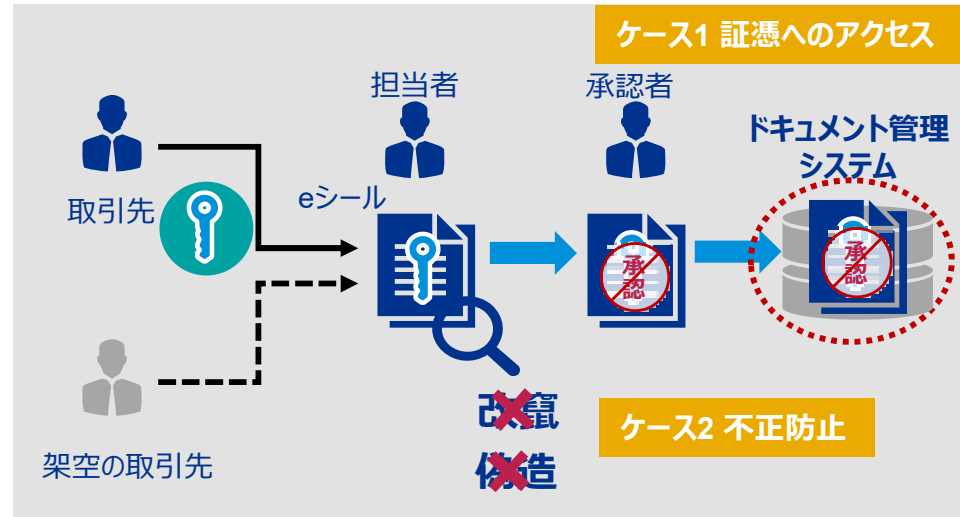 ケース1 証憑へのアクセス
担当者
承認者
ドキュメント管理
システム
取引先
eシール
承
認
承
認
改竄
偽造
ケース2 不正防止
架空の取引先